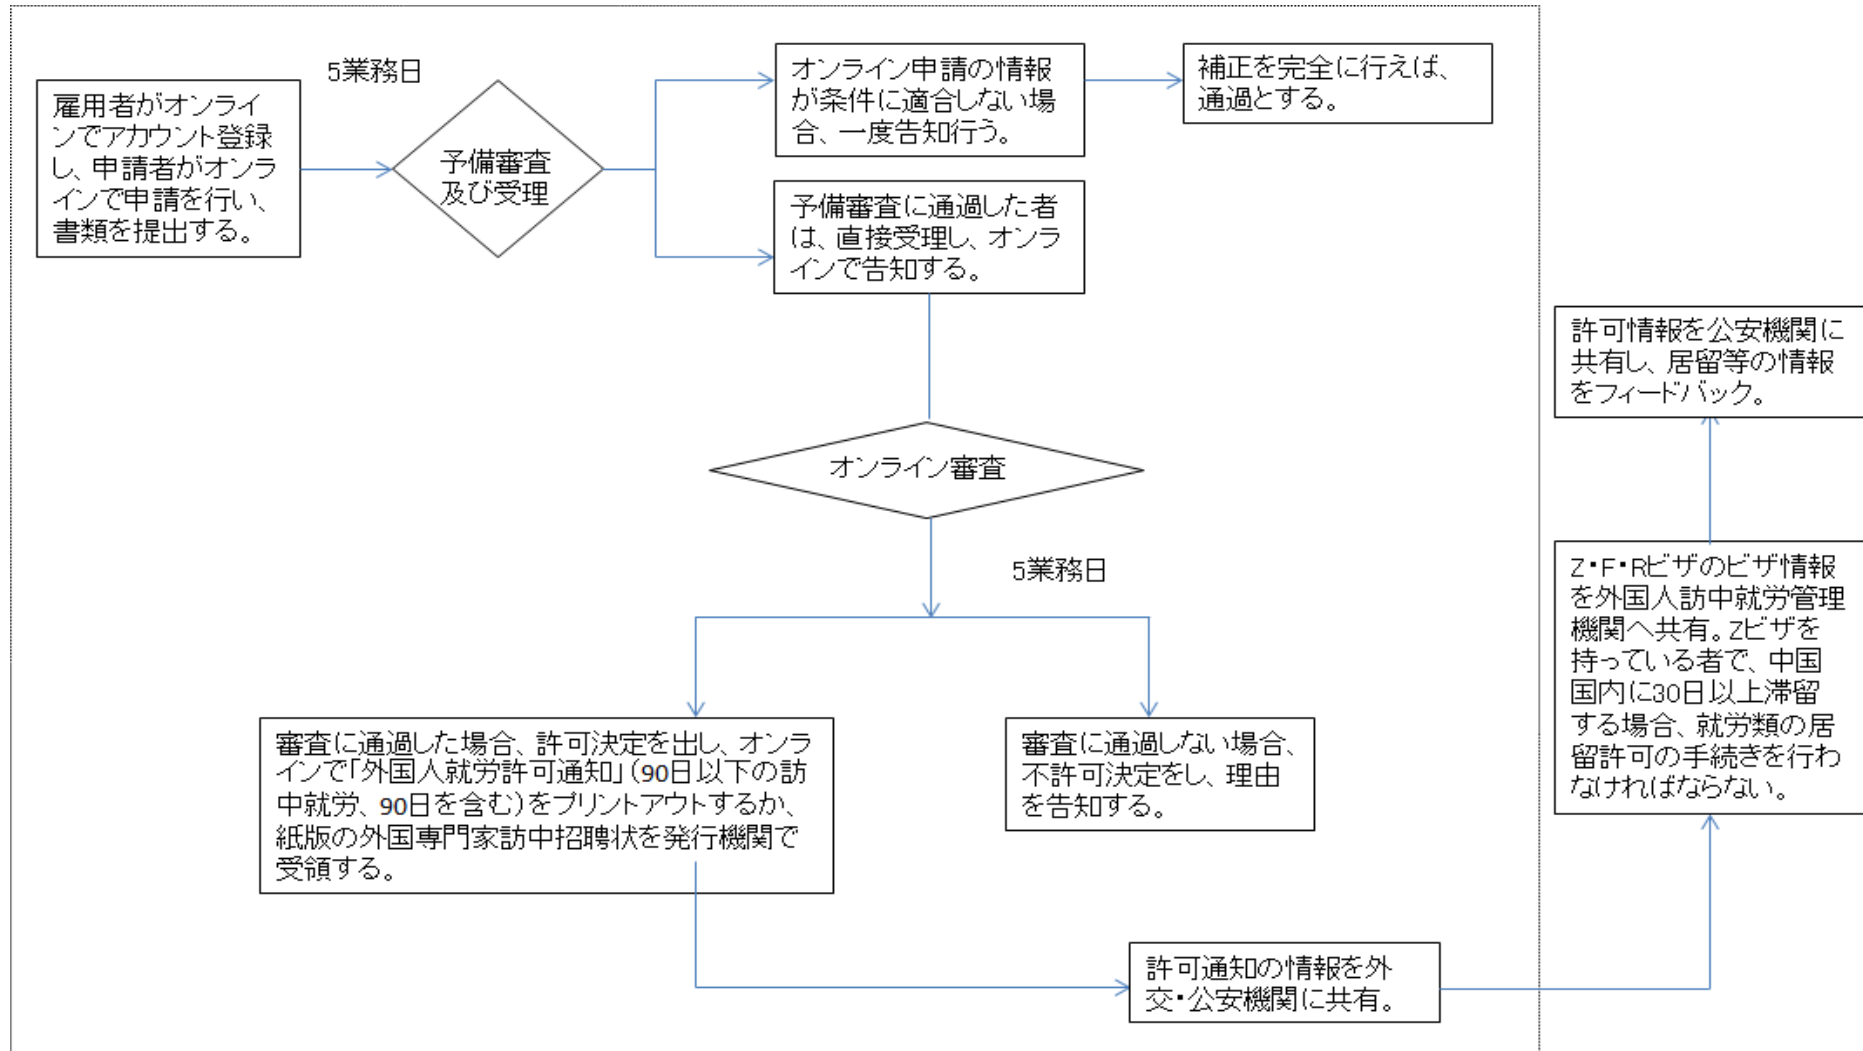 5業務日
雇用者がオンライ
ンでアカウント登録
し、申請者がオンラ
インで申請を行い、
書類を提出する。
予備審査
及び受理
オンライン申請の情報
が条件に適合しない場
合、一度告知行う。
補正を完全に行えば、
通過とする。
予備審査に通過した者
は、直接受理し、オンラ
インで告知する。
オンライン審査
5業務日
審査に通過した場合、許可決定を出し、オンラ
インで「外国人就労許可通知」(90日以下の訪
中就労、90日を含む)をプリントアウトするか、
紙版の外国専門家訪中招聘状を発行機関で
受領する。
審査に通過しない場合、
不許可決定をし、理由
を告知する。
許可通知の情報を外
交・公安機関に共有。
Z・F・Rビザのビザ情報
を外国人訪中就労管理
機関へ共有。Zビザを
持っている者で、中国
国内に30日以上滞留
する場合、就労類の居
留許可の手続きを行わ
なければならない。
許可情報を公安機関に
共有し、居留等の情報
をフィードバック。